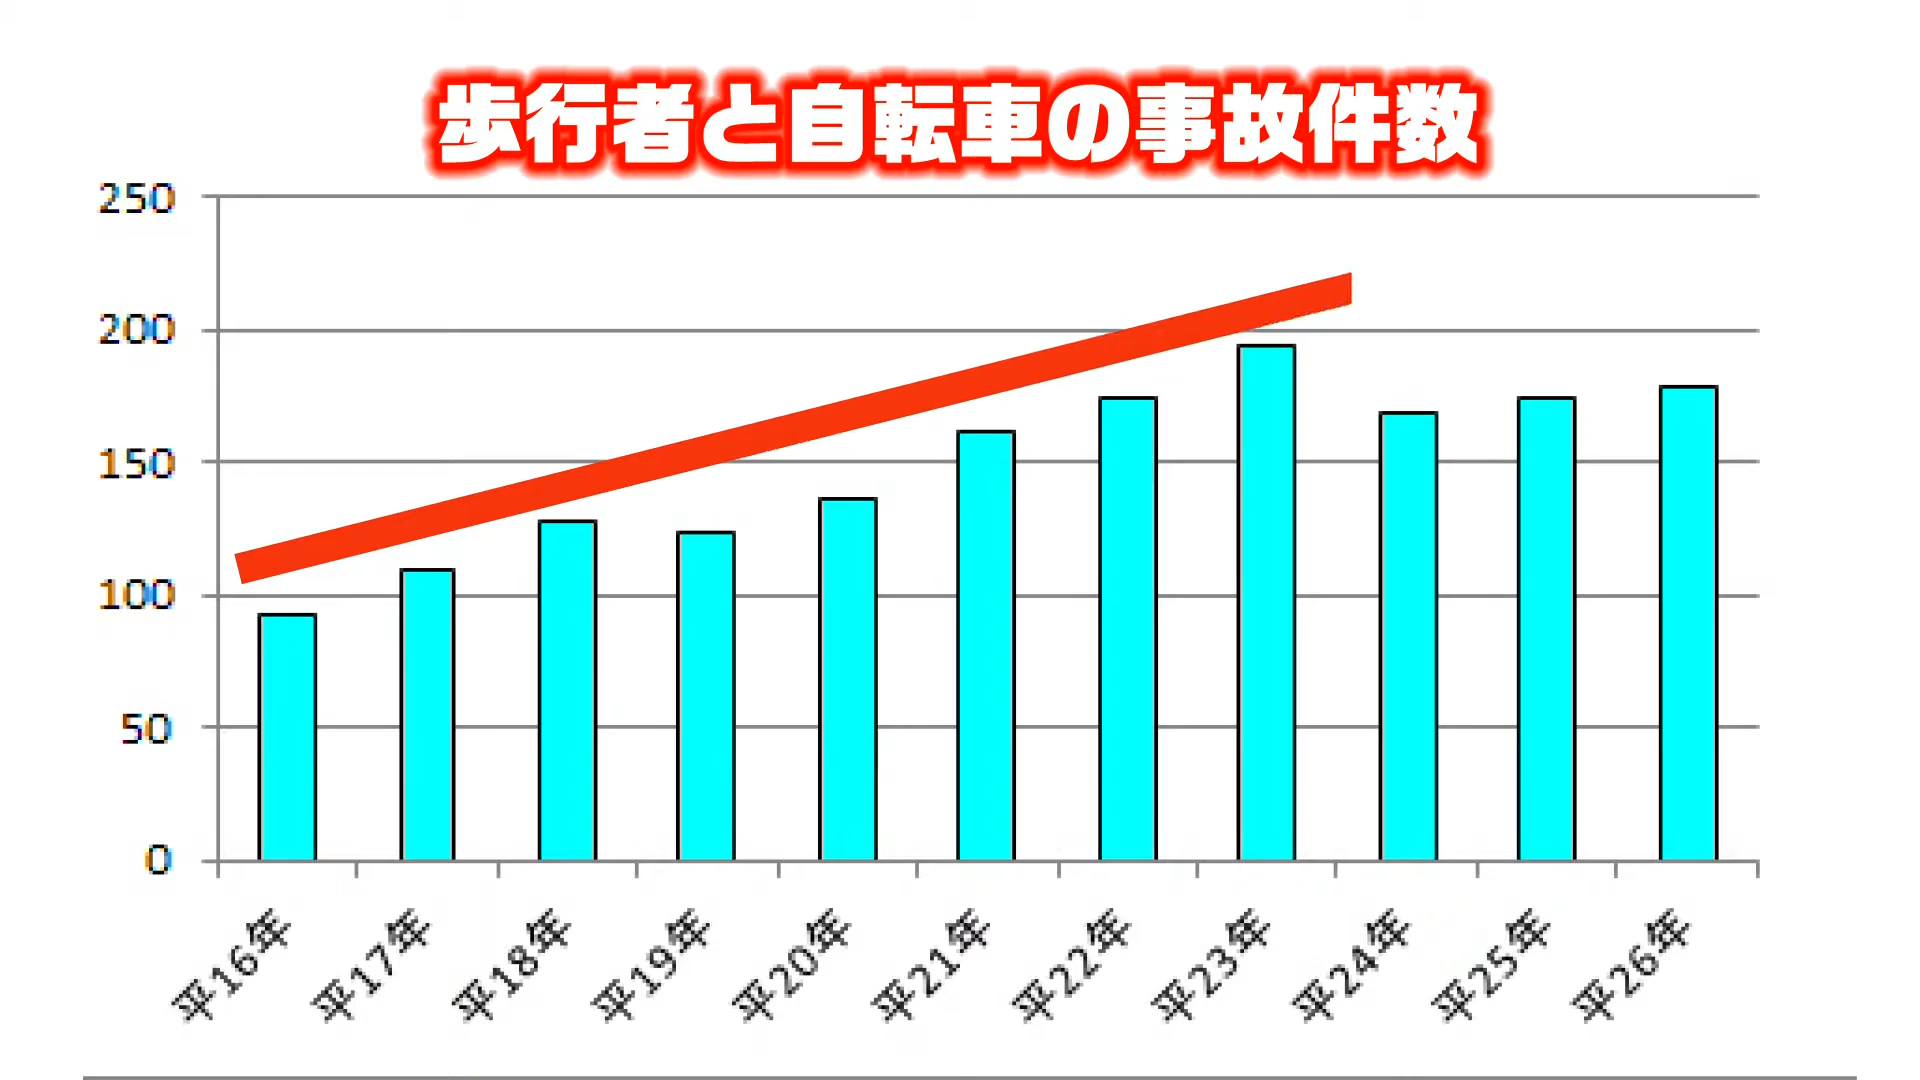 歩行者と自転車の事故件数
250
200
150
100
50
0
平16年
平17年
平18年
平19年
平20年
平21年
平22年
平23年
平24年
平25年
平26年